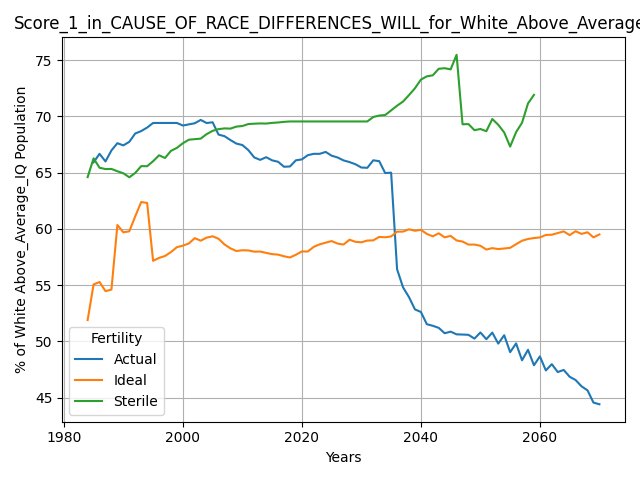 Score_1_in_CAUSE_OF_RACE_DIFFERENCES_WILL_for_White_Above_Average
% of White Above_Average_IQ Population
75
70
65
60
55
50
45
Fertility
Actual
Ideal
Sterile
1980
2000
2020
2040
2060
Years